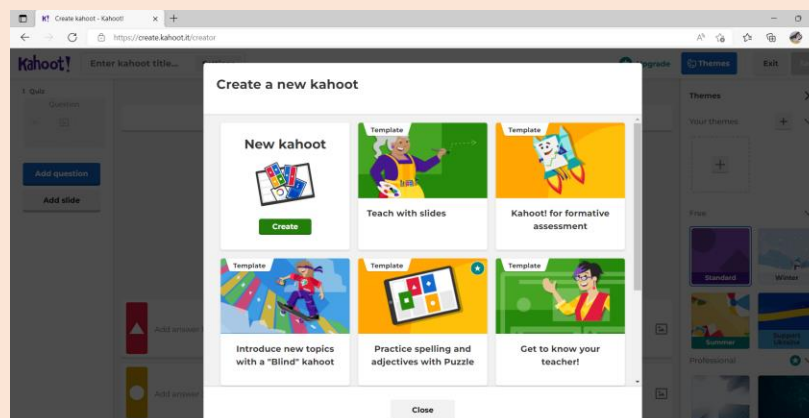 Create kahoot - Kahoot!
https://create.kahoot.it/creator
Kahoot!
Enter kahoot title...
Upgrade
Themes
Exit
1 Quiz
Question
Add question
Add slide
Add answer
Add answer
Create a new kahoot
New kahoot
Create
Template
Teach with slides
Template
Kahoot! for formative
assessment
Template
Introduce new topics
with a "Blind" kahoot
Template
Practice spelling and
adjectives with Puzzle
Template
Get to know your
teacher!
Close
Themes
Your themes
Free
Standard
Winter
Summer
Support
Ukraine
Professional